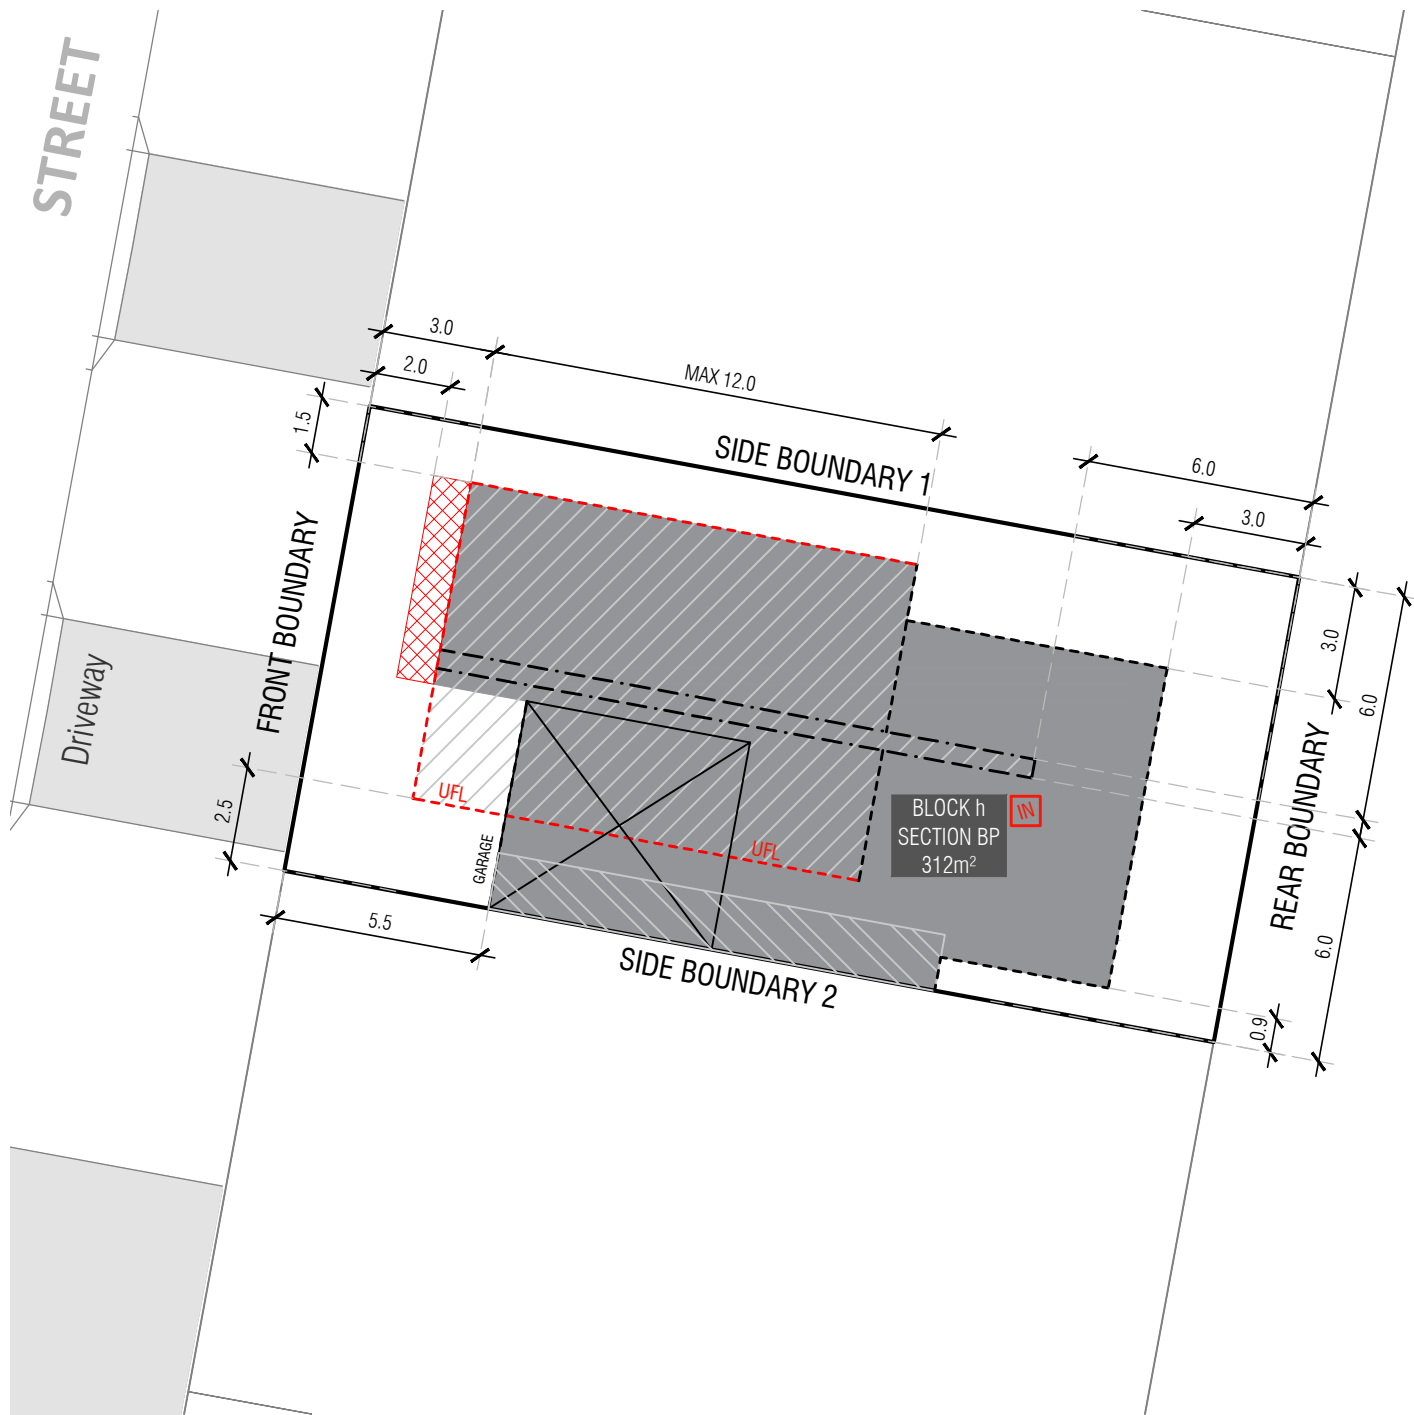 STREET
3.0
2.0
MAX 12.0
1.5
SIDE BOUNDARY 1
6.0
3.0
FRONT BOUNDARY
3.0
6.0
Driveway
2.5
UFL
UFL
GARAGE
BLOCK h
SECTION BP
312m²
IN
REAR BOUNDARY
5.5
SIDE BOUNDARY 2
6.0
0.9